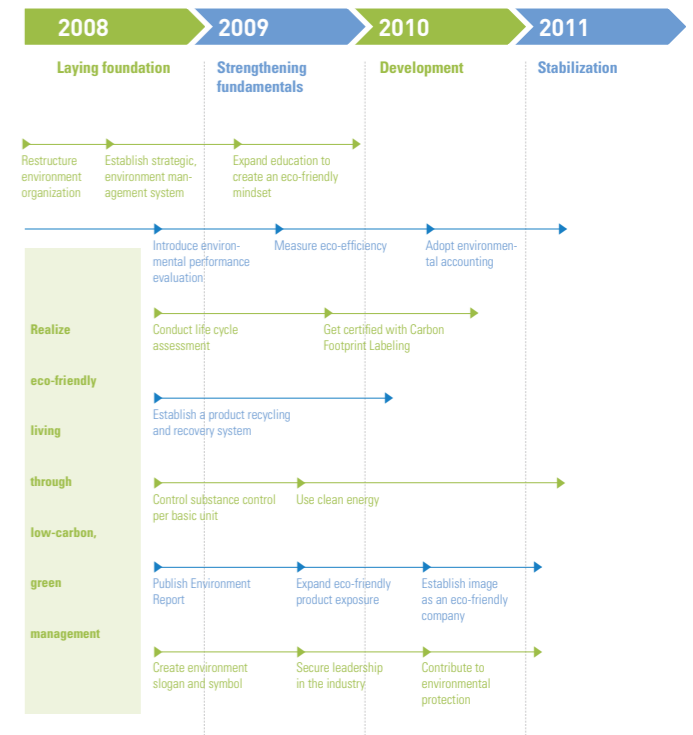 2008
2009
2010
2011
Laying foundation
Strengthening
fundamentals
Development
Stabilization
Restructure
environment
organization
Establish strategic,
environment man-
agement system
Expand education to
create an eco-friendly
mindset
Introduce environ-
mental performance
evaluation
Measure eco-efficiency
Adopt environmen-
tal accounting
Realize
eco-friendly
living
through
low-carbon,
green
management
Conduct life cycle
assessment
Get certified with Carbon
Footprint Labeling
Establish a product recycling
and recovery system
Control substance control
per basic unit
Use clean energy
Publish Environment
Report
Expand eco-friendly
product exposure
Establish image
as an eco-friendly
company
Create environment
slogan and symbol
Secure leadership
in the industry
Contribute to
environmental
protection